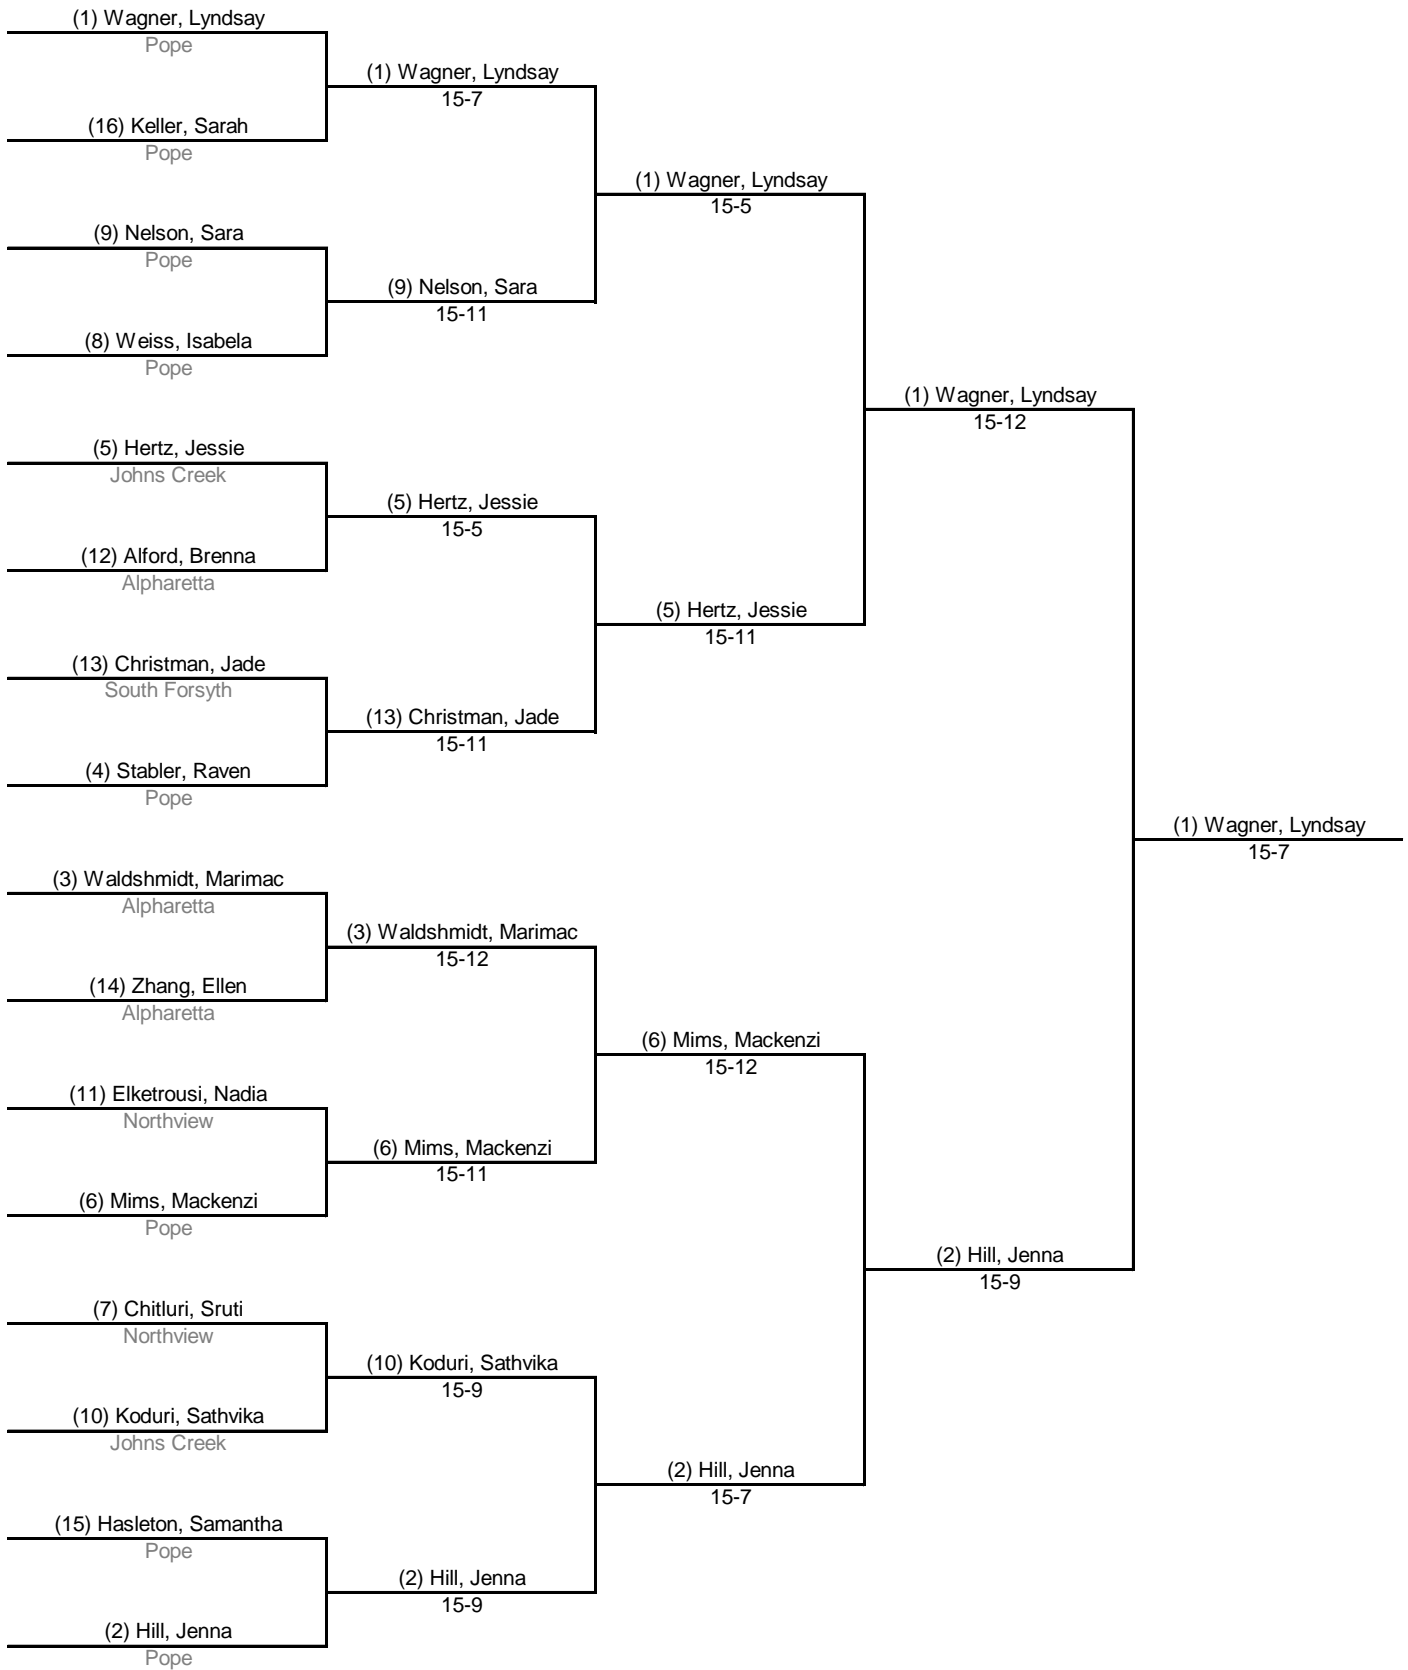 (1) Wagner, Lyndsay
Pope
(16) Keller, Sarah
Pope
(9) Nelson, Sara
Pope
(8) Weiss, Isabela
Pope
(5) Hertz, Jessie
Johns Creek
(12) Alford, Brenna
Alpharetta
(13) Christman, Jade
South Forsyth
(4) Stabler, Raven
Pope
(3) Waldshmidt, Marimac
Alpharetta
(14) Zhang, Ellen
Alpharetta
(11) Elketrousi, Nadia
Northview
(6) Mims, Mackenzi
Pope
(7) Chitluri, Sruti
Northview
(10) Koduri, Sathvika
Johns Creek
(15) Hasleton, Samantha
Pope
(2) Hill, Jenna
Pope
(1) Wagner, Lyndsay
15-7
(9) Nelson, Sara
15-11
(5) Hertz, Jessie
15-5
(13) Christman, Jade
15-11
(3) Waldshmidt, Marimac
15-12
(6) Mims, Mackenzi
15-11
(10) Koduri, Sathvika
15-9
(2) Hill, Jenna
15-9
(1) Wagner, Lyndsay
15-5
(5) Hertz, Jessie
15-11
(6) Mims, Mackenzi
15-12
(2) Hill, Jenna
15-7
(1) Wagner, Lyndsay
15-12
(2) Hill, Jenna
15-9
(1) Wagner, Lyndsay
15-7